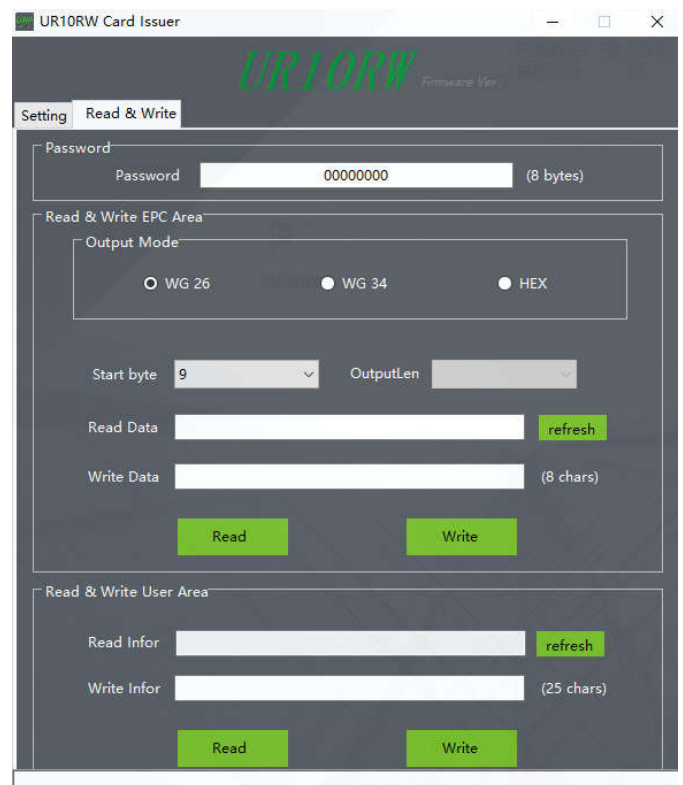 UR10RW Card Issuer
UR10RW Firmware Ver.:
Setting Read & Write
Password
Password 00000000 (8 bytes)
Read & Write EPC Area
Output Mode
WG 26 WG 34 HEX
Start byte 9 OutputLen
Read Data refresh
Write Data (8 chars)
Read Write
Read & Write User Area
Read Infor refresh
Write Infor (25 chars)
Read Write